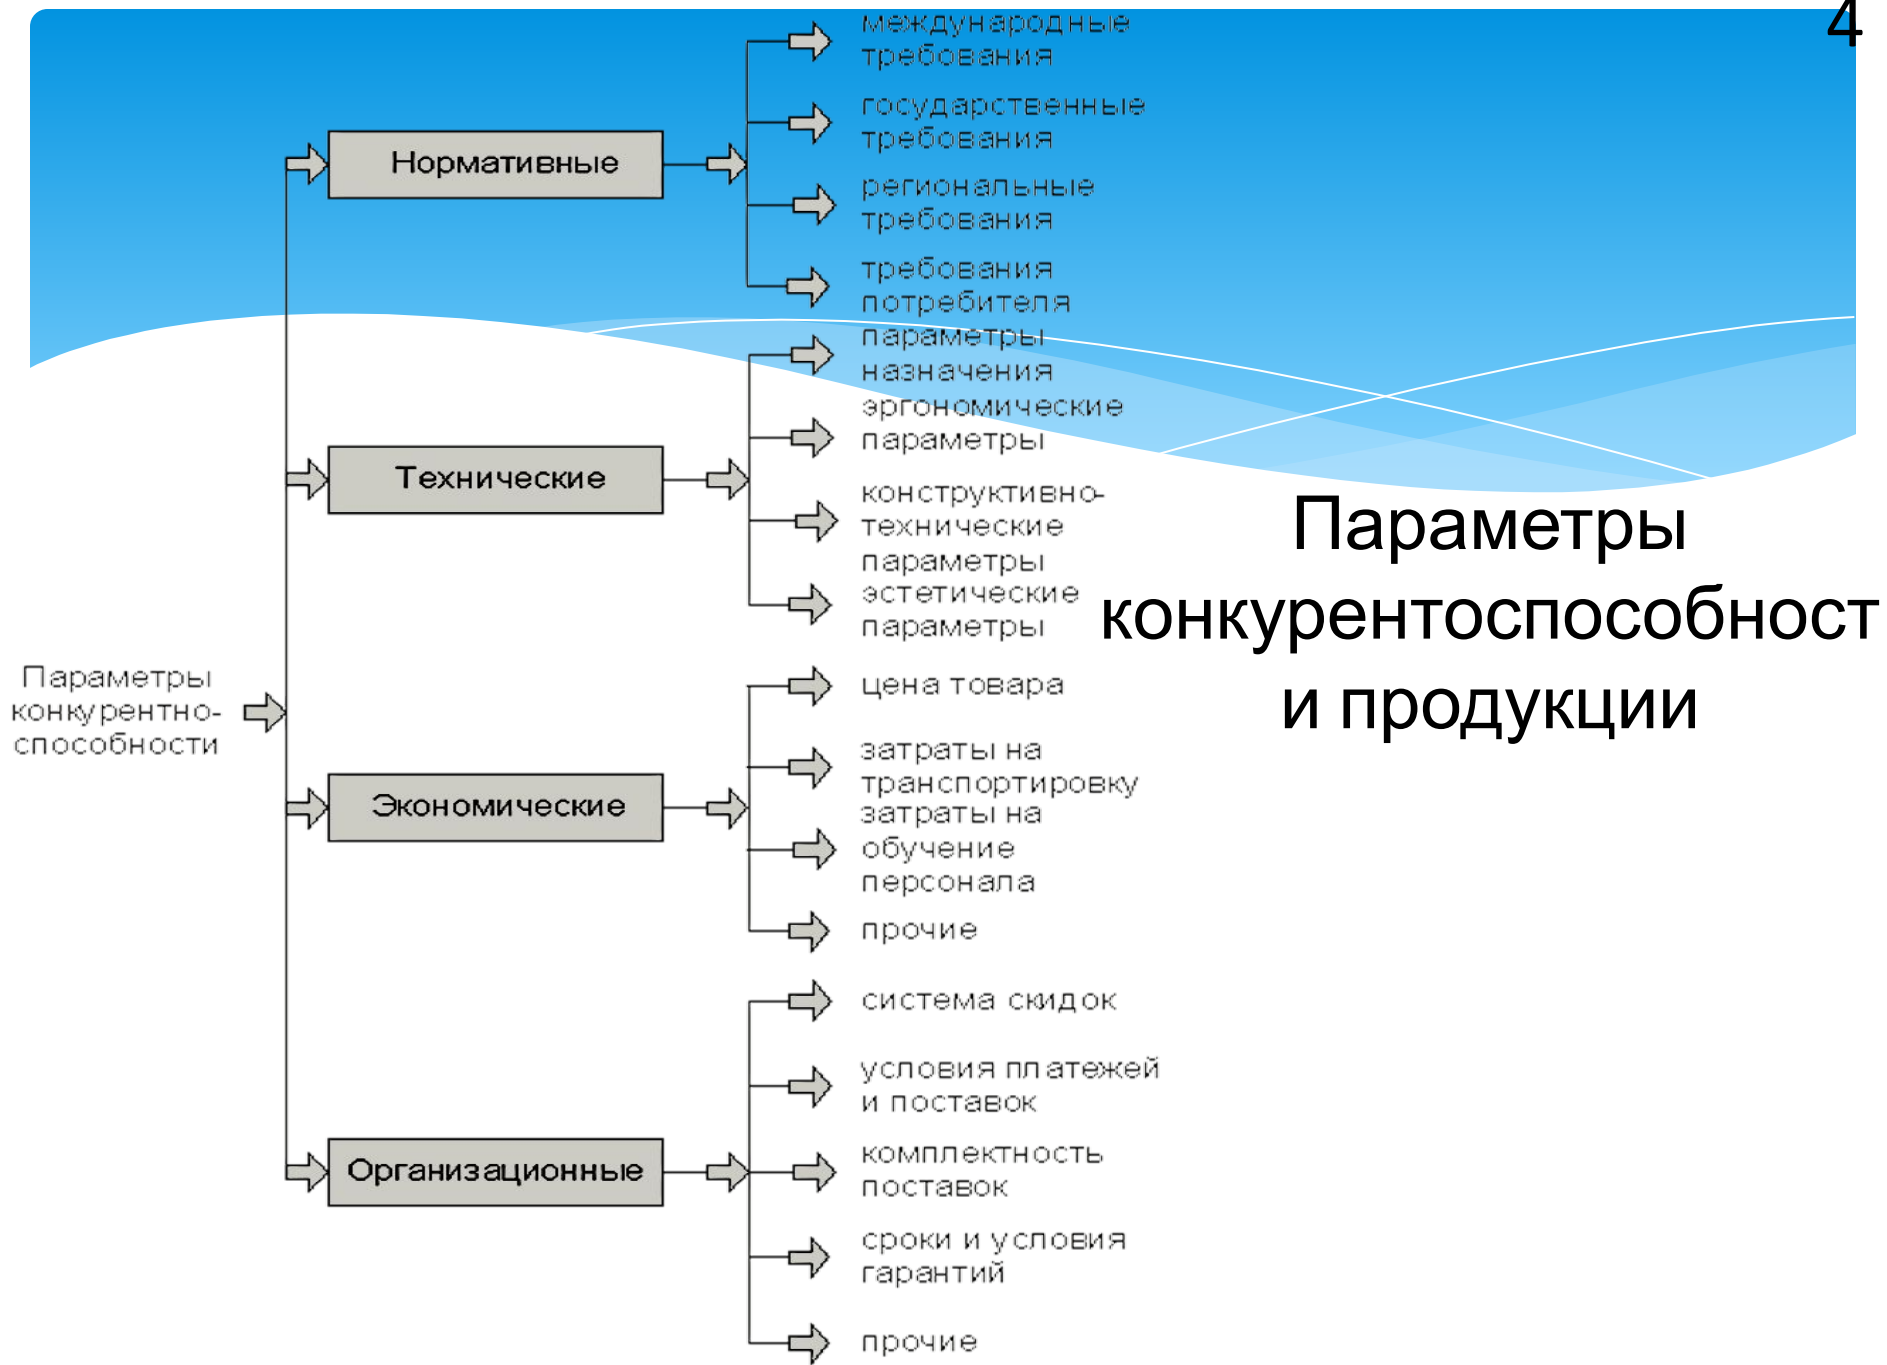 4
международные
требования
государственные
требования
Нормативные
региональные
требования
требования
потребителя
параметры
назначения
эргономические
параметры
Технические
конструктивно-
технические
параметры
эстетические
параметры
Параметры
конкурентоспособност
и продукции
Параметры
конкурентно-
способности
цена товара
затраты на
транспортировку
Экономические
затраты на
обучение
персонала
прочие
система скидок
условия платежей
и поставок
Организационные
комплектность
поставок
сроки и условия
гарантий
прочие